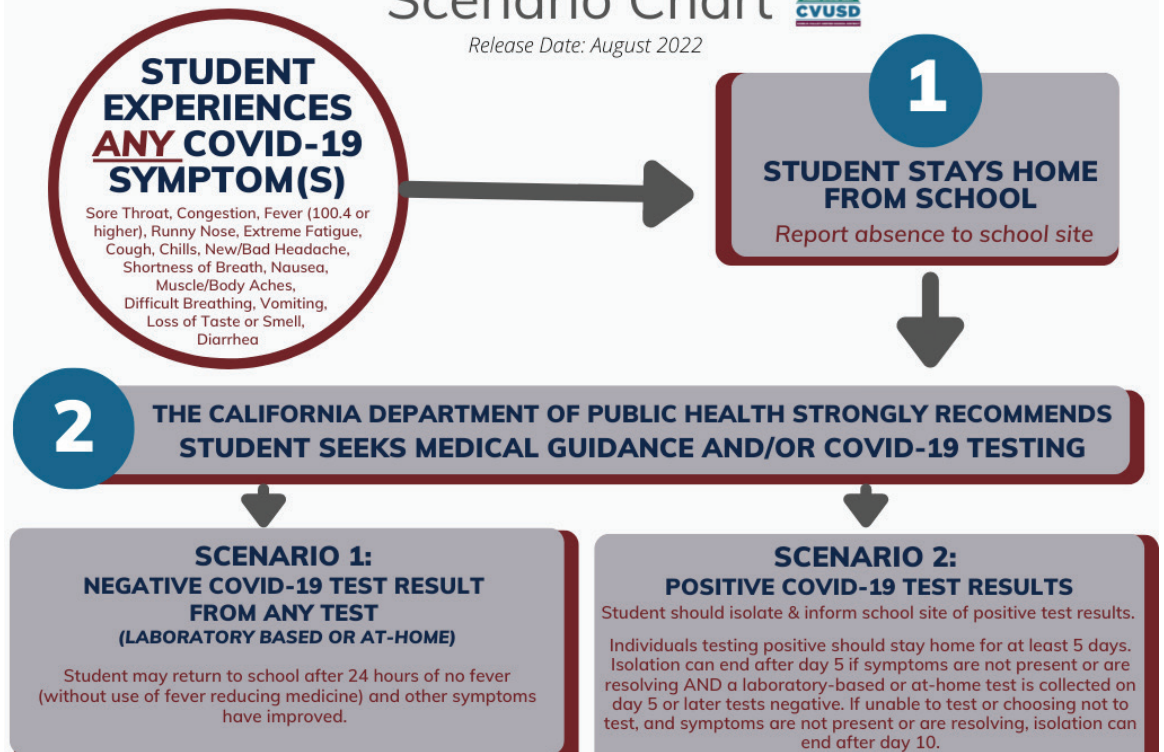 Scenario Chart
CVUSD
Release Date: August 2022
STUDENT
EXPERIENCES
ANY COVID-19
SYMPTOM(S)
Sore Throat, Congestion, Fever (100.4 or
higher), Runny Nose, Extreme Fatigue,
Cough, Chills, New/Bad Headache,
Shortness of Breath, Nausea,
Muscle/Body Aches,
Difficult Breathing, Vomiting,
Loss of Taste or Smell,
Diarrhea
1
STUDENT STAYS HOME
FROM SCHOOL
Report absence to school site
2
THE CALIFORNIA DEPARTMENT OF PUBLIC HEALTH STRONGLY RECOMMENDS
STUDENT SEEKS MEDICAL GUIDANCE AND/OR COVID-19 TESTING
SCENARIO 1:
NEGATIVE COVID-19 TEST RESULT
FROM ANY TEST
(LABORATORY BASED OR AT-HOME)
Student may return to school after 24 hours of no fever
(without use of fever reducing medicine) and other symptoms
have improved.
SCENARIO 2:
POSITIVE COVID-19 TEST RESULTS
Student should isolate & inform school site of positive test results.
Individuals testing positive should stay home for at least 5 days.
Isolation can end after day 5 if symptoms are not present or are
resolving AND a laboratory-based or at-home test is collected on
day 5 or later tests negative. If unable to test or choosing not to
test, and symptoms are not present or are resolving, isolation can
end after day 10.